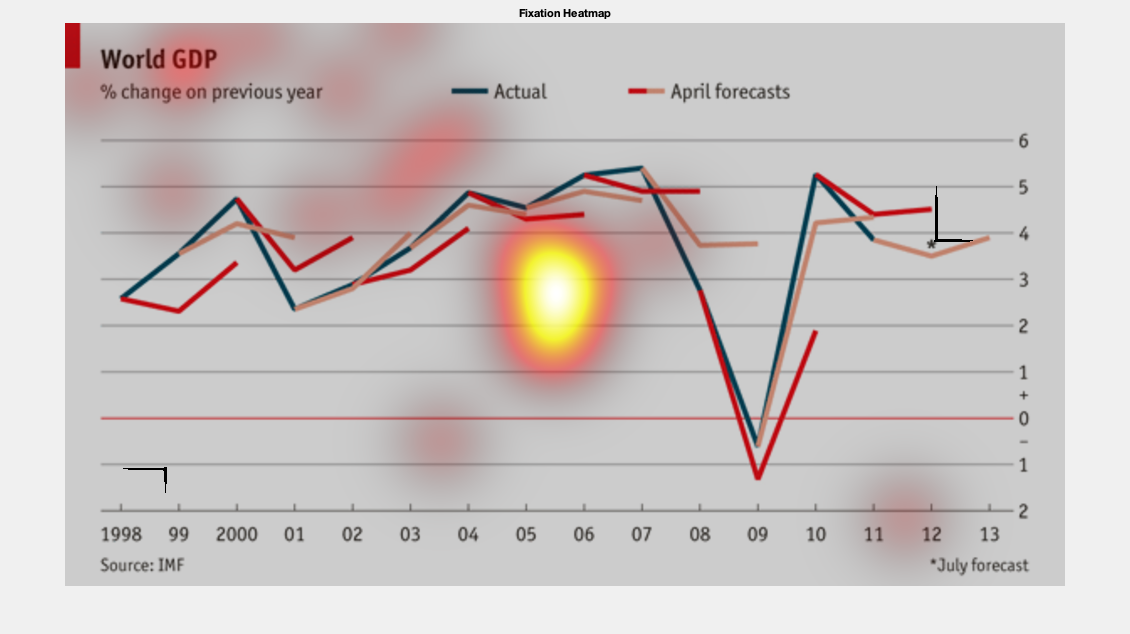 Fixation Heatmap
World GDP
% change on previous year
Actual
April forecasts
6
5
4
*
3
2
1
+
0
–
1
2
1998 99 2000 01 02 03 04 05 06 07 08 09 10 11 12 13
Source: IMF
*July forecast